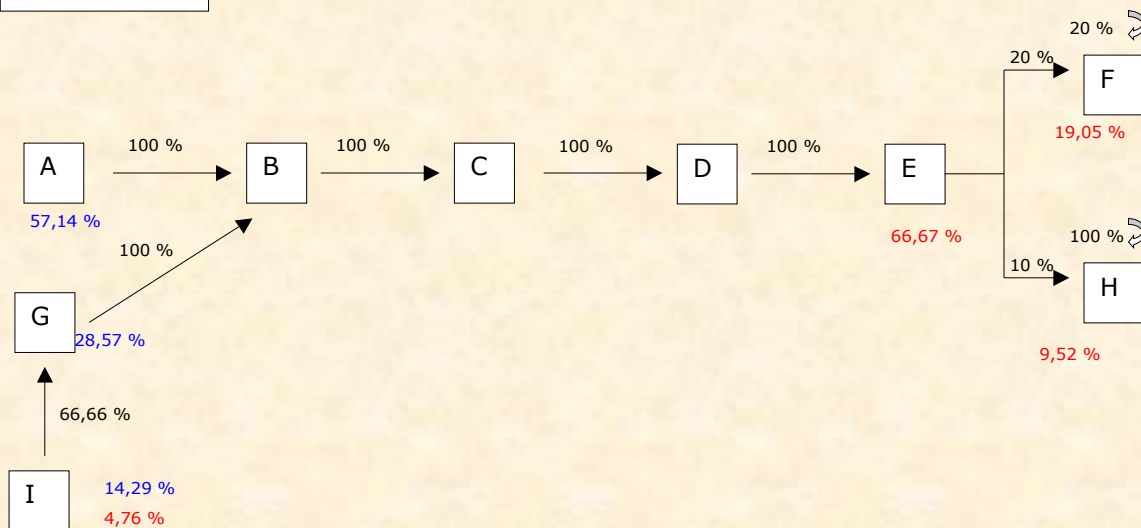 20 %
20 %
F
19,05 %
A
100 %
B
100 %
C
100 %
D
100 %
E
57,14 %
66,67 %
100 %
100 %
10 %
H
9,52 %
G
28,57 %
66,66 %
I
14,29 %
4,76 %